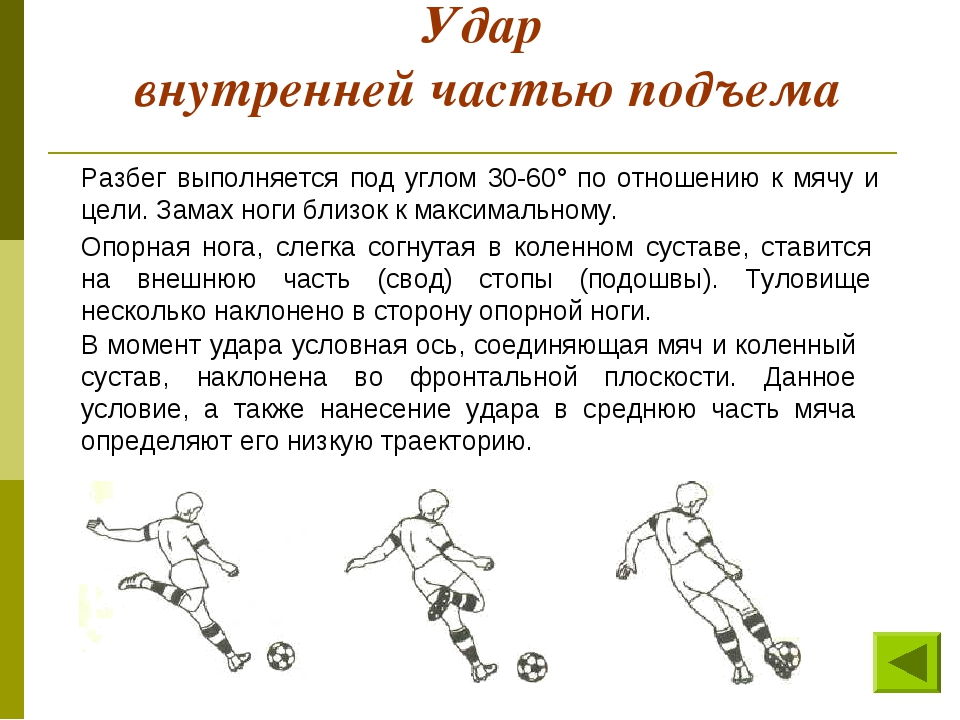 Удар
внутренней частью подъема
Разбег выполняется под углом 30-60° по отношению к мячу и
цели. Замах ноги близок к максимальному.
Опорная нога, слегка согнутая в коленном суставе, ставится
на внешнюю часть (свод) стопы (подошвы). Туловище
несколько наклонено в сторону опорной ноги.
В момент удара условная ось, соединяющая мяч и коленный
сустав, наклонена во фронтальной плоскости. Данное
условие, а также нанесение удара в среднюю часть мяча
определяют его низкую траекторию.